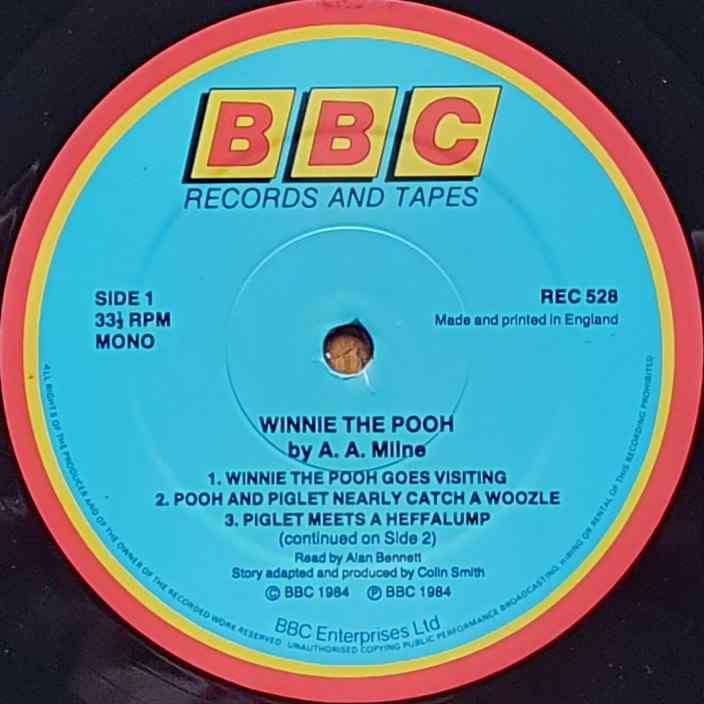 BBC
RECORDS AND TAPES
SIDE 1
33⅓ RPM
MONO
REC 528
Made and printed in England
WINNIE THE POOH
by A. A. Milne
1. WINNIE THE POOH GOES VISITING
2. POOH AND PIGLET NEARLY CATCH A WOOZLE
3. PIGLET MEETS A HEFFALUMP
(continued on Side 2)
Read by Alan Bennett
Story adapted and produced by Colin Smith
© BBC 1984 ℗ BBC 1984
BBC Enterprises Ltd
ALL RIGHTS OF THE PRODUCER AND OF THE OWNER OF THE RECORDED WORK RESERVED · UNAUTHORISED COPYING PUBLIC PERFORMANCE BROADCASTING, HIRING OR RENTAL OF THIS RECORDING PROHIBITED